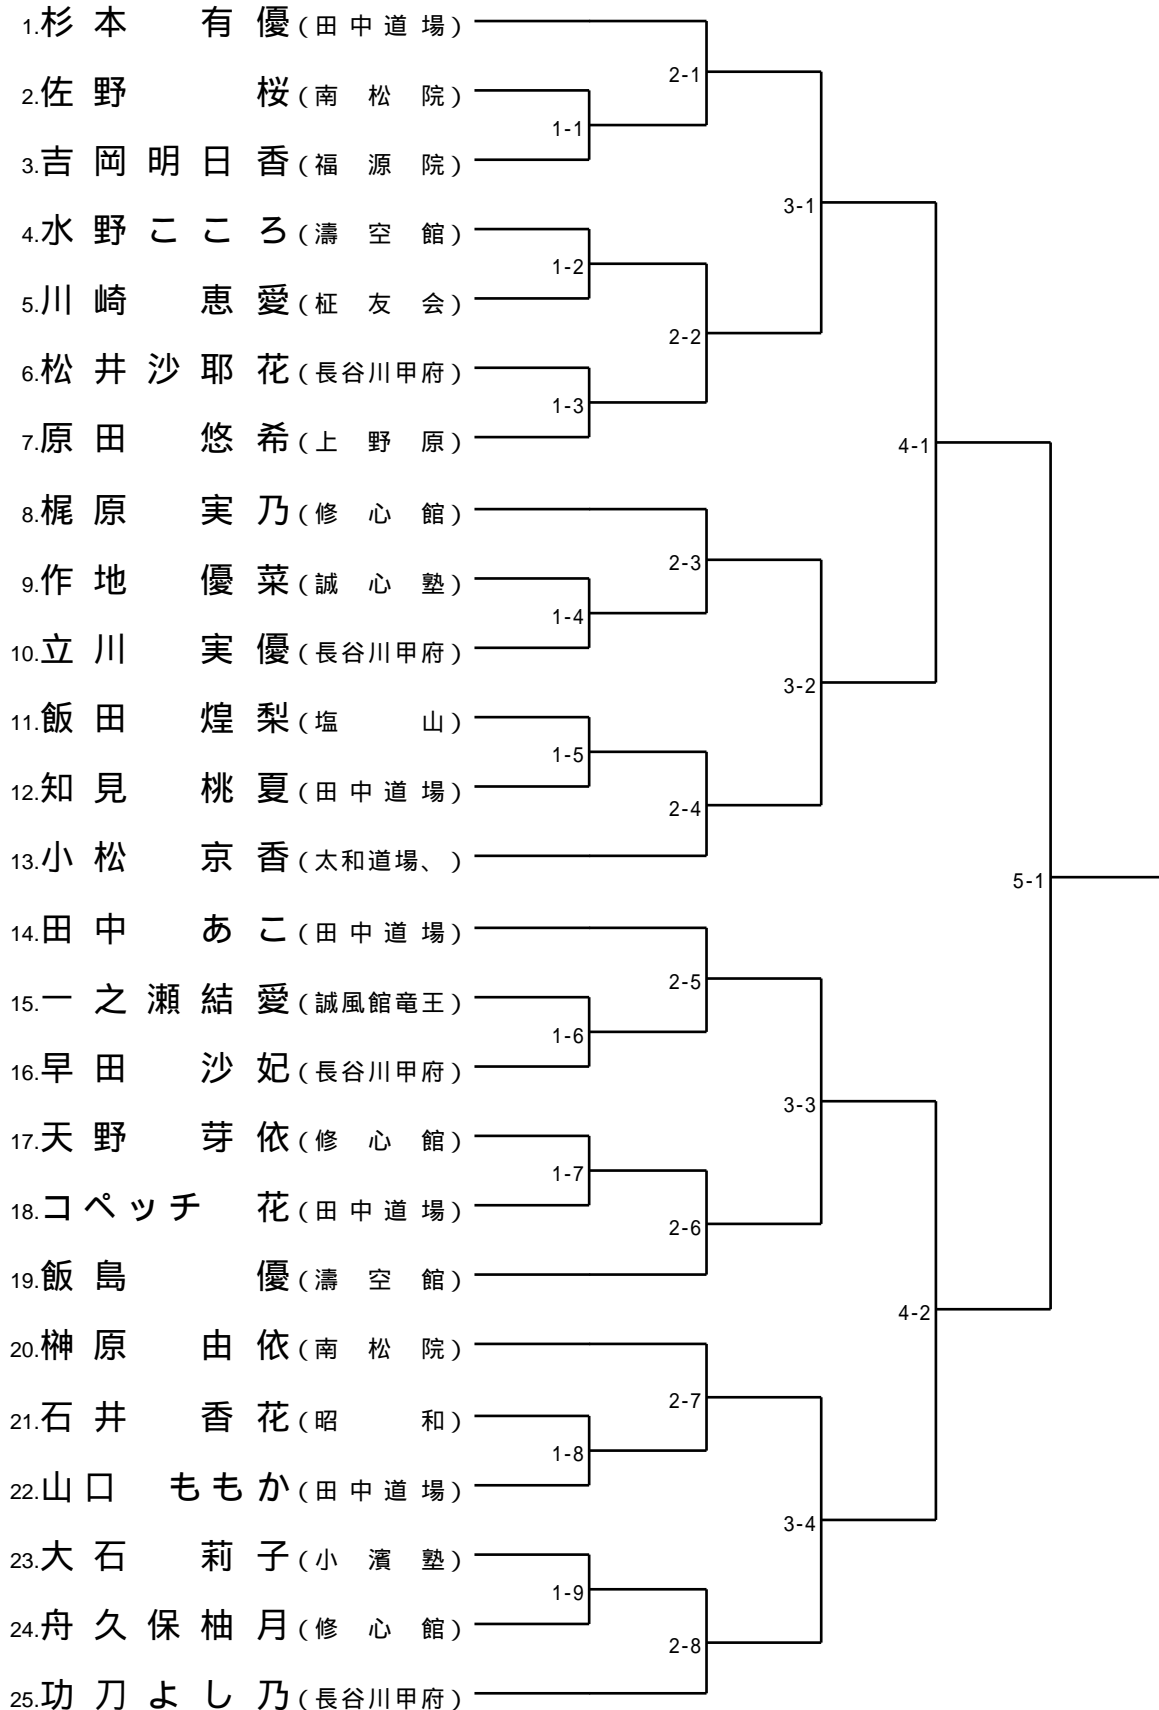 1.杉本　有優(田中道場)
2-1
2.佐野　桜(南松院)
1-1
3.吉岡明日香(福源院)
3-1
4.水野こころ(濤空館)
1-2
5.川崎　恵愛(柾友会)
2-2
6.松井沙耶花(長谷川甲府)
1-3
7.原田　悠希(上野原)
4-1
8.梶原　実乃(修心館)
2-3
9.作地　優菜(誠心塾)
1-4
10.立川　実優(長谷川甲府)
3-2
11.飯田　煌梨(塩山)
1-5
12.知見　桃夏(田中道場)
2-4
13.小松　京香(太和道場、)
5-1
14.田中　あこ(田中道場)
2-5
15.一之瀬結愛(誠風館竜王)
1-6
16.早田　沙妃(長谷川甲府)
3-3
17.天野　芽依(修心館)
1-7
18.コペッチ　花(田中道場)
2-6
19.飯島　優(濤空館)
4-2
20.榊原　由依(南松院)
2-7
21.石井　香花(昭和)
1-8
22.山口　ももか(田中道場)
3-4
23.大石　莉子(小濱塾)
1-9
24.舟久保柚月(修心館)
2-8
25.功刀よし乃(長谷川甲府)